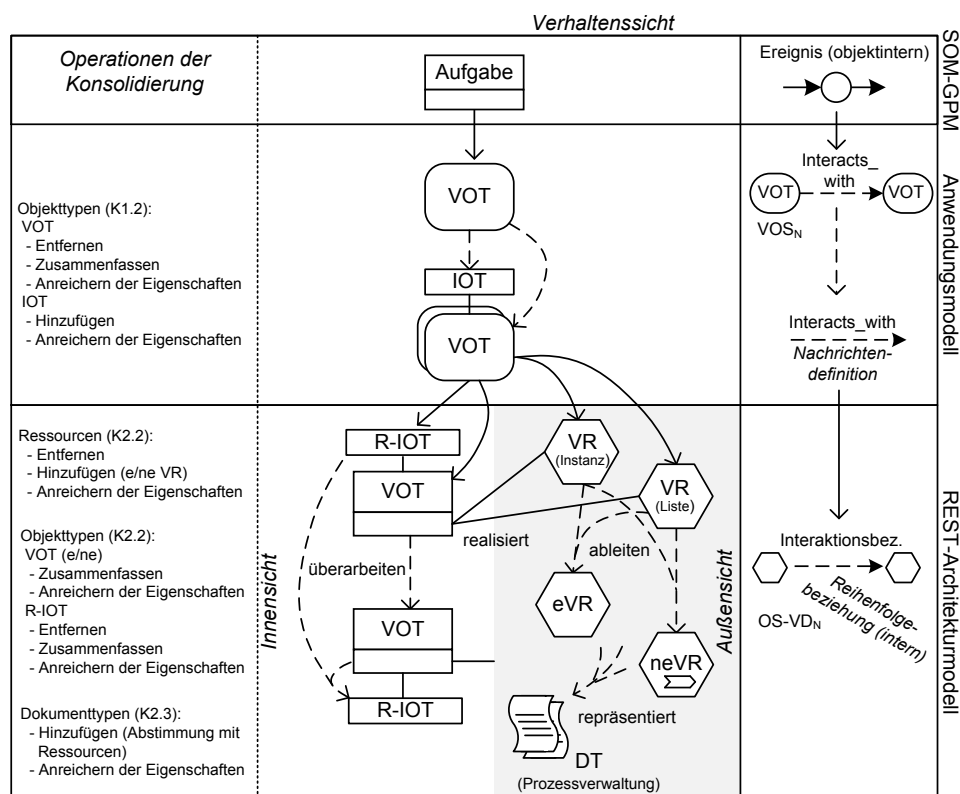 Verhaltenssicht
Operationen der
Konsolidierung
Aufgabe
Ereignis (objektintern)
SOM-GPM
Objekttypen (K1.2):
VOT
- Entfernen
- Zusammenfassen
- Anreichern der Eigenschaften
IOT
- Hinzufügen
- Anreichern der Eigenschaften
VOT
IOT
VOT
Interacts_
with
VOT
VOT
VOSN
Interacts_with
Nachrichten-
definition
Anwendungsmodell
Ressourcen (K2.2):
- Entfernen
- Hinzufügen (e/ne VR)
- Anreichern der Eigenschaften
Objekttypen (K2.2):
VOT (e/ne)
- Zusammenfassen
- Anreichern der Eigenschaften
R-IOT
- Entfernen
- Zusammenfassen
- Anreichern der Eigenschaften
Dokumenttypen (K2.3):
- Hinzufügen (Abstimmung mit
Ressourcen)
- Anreichern der Eigenschaften
Innensicht
R-IOT
VOT
überarbeiten
VOT
R-IOT
realisiert
VR
(Instanz)
VR
(Liste)
ableiten
eVR
neVR
repräsentiert
DT
(Prozessverwaltung)
Außensicht
Interaktionsbez.
Reihenfolge-
beziehung (intern)
OS-VDN
REST-Architekturmodell